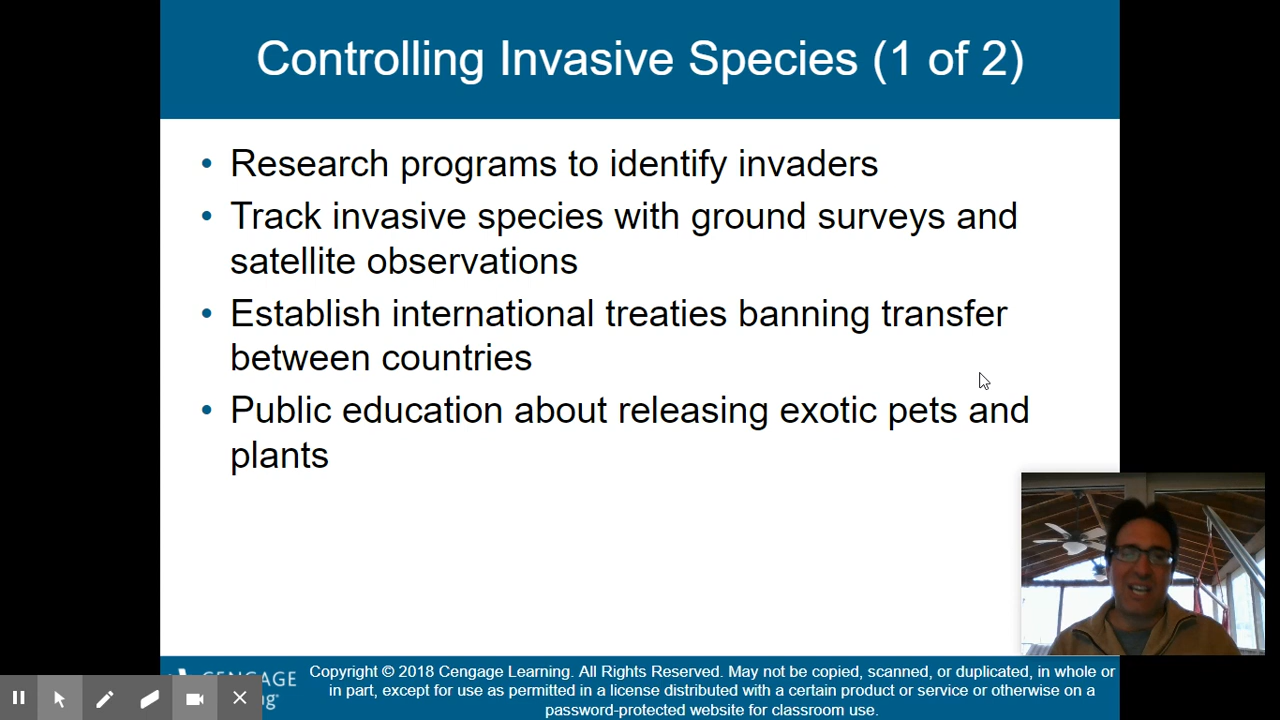 Controlling Invasive Species (1 of 2)
• Research programs to identify invaders
• Track invasive species with ground surveys and
satellite observations
• Establish international treaties banning transfer
between countries
• Public education about releasing exotic pets and
plants
Copyright © 2018 Cengage Learning. All Rights Reserved. May not be copied, scanned, or duplicated, in whole or
in part, except for use as permitted in a license distributed with a certain product or service or otherwise on a
password-protected website for classroom use.